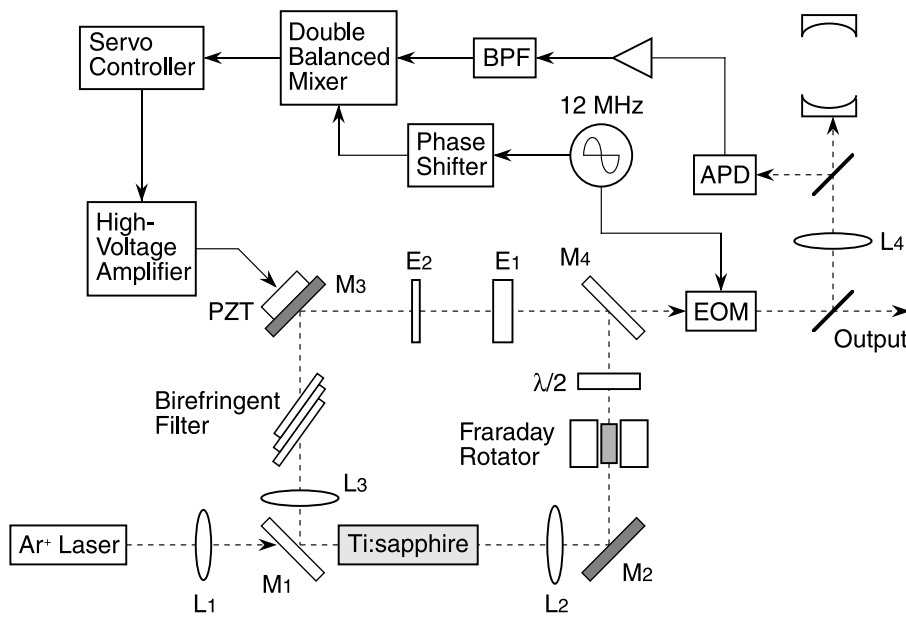 Servo
Controller
Double
Balanced
Mixer
BPF
12 MHz
Phase
Shifter
APD
High-
Voltage
Amplifier
L4
PZT
M3
E2
E1
M4
EOM
Output
λ/2
Birefringent
Filter
Fraraday
Rotator
L3
Ar+ Laser
L1
M1
Ti:sapphire
L2
M2